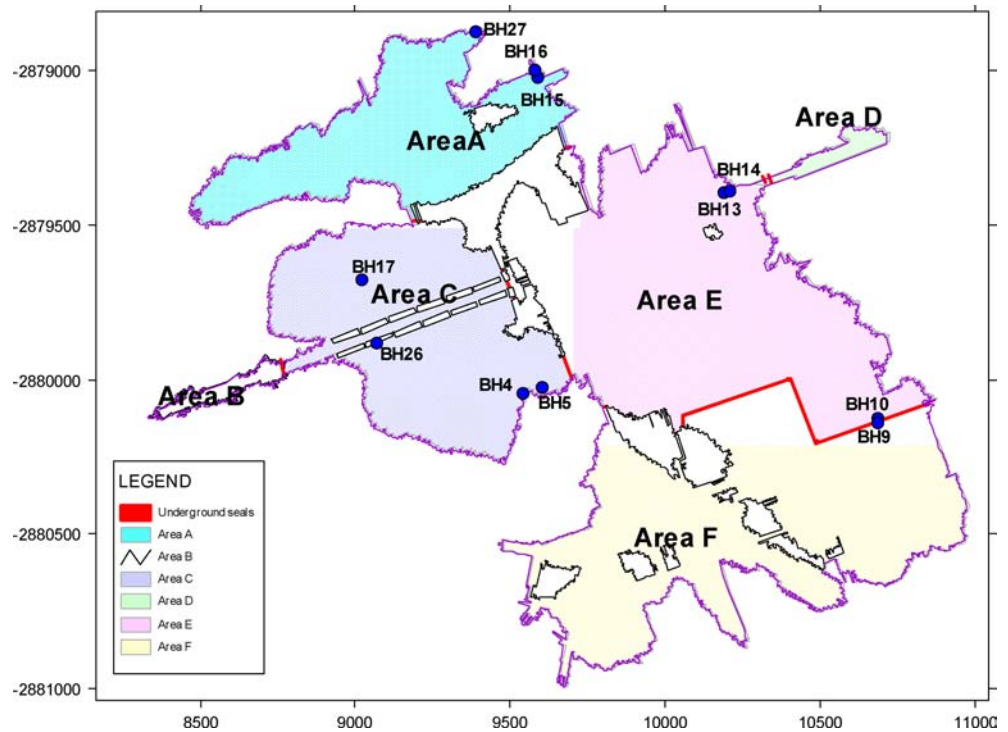 BH27
-2879000
BH16
BH15
AreaA
Area D
BH14
BH13
-2879500
BH17
Area C
Area E
-2880000
Area B
BH4
BH5
BH10
BH9
LEGEND
Underground seals
Area A
Area B
Area C
Area D
Area E
Area F
-2880500
Area F
BH26
-2881000
8500
9000
9500
10000
10500
11000